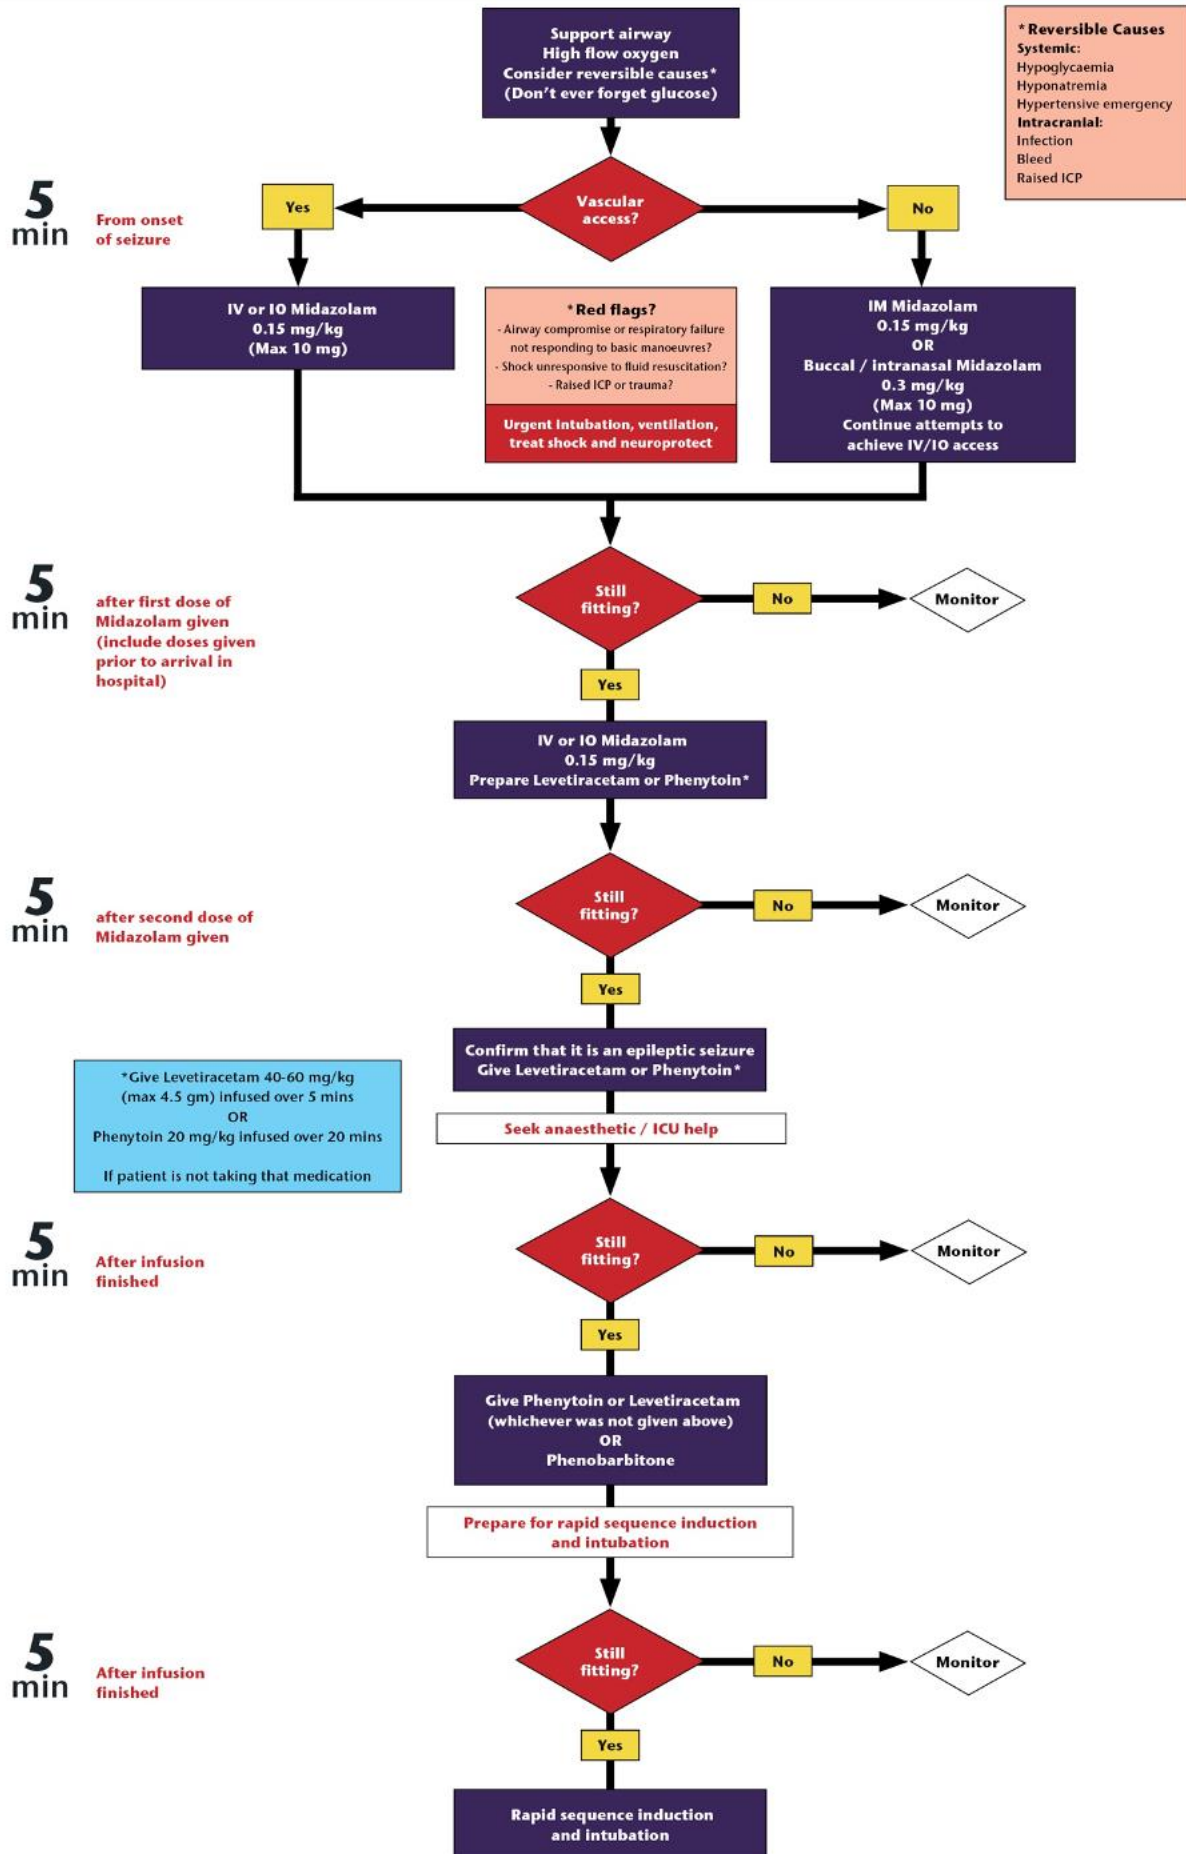 Support airway
High flow oxygen
Consider reversible causes*
(Don't ever forget glucose)
*Reversible Causes
Systemic:
Hypoglycaemia
Hyponatremia
Hypertensive emergency
Intracranial:
Infection
Bleed
Raised ICP
5
min
From onset
of seizure
Yes
Vascular
access?
No
IV or IO Midazolam
0.15 mg/kg
(Max 10 mg)
*Red flags?
- Airway compromise or respiratory failure
not responding to basic manoeuvres?
- Shock unresponsive to fluid resuscitation?
- Raised ICP or trauma?
Urgent Intubation, ventilation,
treat shock and neuroprotect
IM Midazolam
0.15 mg/kg
OR
Buccal / intranasal Midazolam
0.3 mg/kg
(Max 10 mg)
Continue attempts to
achieve IV/IO access
5
min
after first dose of
Midazolam given
(include doses given
prior to arrival in
hospital)
Still
fitting?
No
Monitor
Yes
IV or IO Midazolam
0.15 mg/kg
Prepare Levetiracetam or Phenytoin*
5
min
after second dose of
Midazolam given
Still
fitting?
No
Monitor
Yes
Confirm that it is an epileptic seizure
Give Levetiracetam or Phenytoin*
Seek anaesthetic / ICU help
*Give Levetiracetam 40-60 mg/kg
(max 4.5 gm) infused over 5 mins
OR
Phenytoin 20 mg/kg infused over 20 mins
If patient is not taking that medication
5
min
After infusion
finished
Still
fitting?
No
Monitor
Yes
Give Phenytoin or Levetiracetam
(whichever was not given above)
OR
Phenobarbitone
Prepare for rapid sequence induction
and intubation
5
min
After infusion
finished
Still
fitting?
No
Monitor
Yes
Rapid sequence induction
and intubation